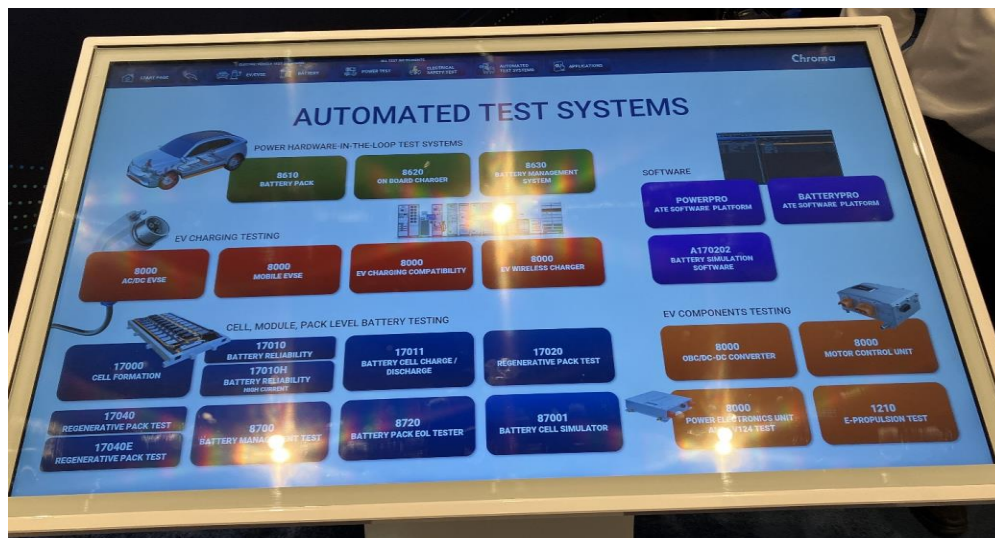 ALL TEST INSTRUMENTS
START PAGE
EV/EVSE
BATTERY
POWER TEST
ELECTRICAL
SAFETY TEST
AUTOMATED
TEST SYSTEMS
APPLICATIONS
Chroma
AUTOMATED TEST SYSTEMS
POWER HARDWARE-IN-THE-LOOP TEST SYSTEMS
8610
BATTERY PACK
8620
ON BOARD CHARGER
8630
BATTERY MANAGEMENT
SYSTEM
SOFTWARE
POWERPRO
ATE SOFTWARE PLATFORM
BATTERYPRO
ATE SOFTWARE PLATFORM
A170202
BATTERY SIMULATION
SOFTWARE
EV CHARGING TESTING
8000
AC/DC EVSE
8000
MOBILE EVSE
8000
EV CHARGING COMPATIBILITY
8000
EV WIRELESS CHARGER
CELL, MODULE, PACK LEVEL BATTERY TESTING
17000
CELL FORMATION
17010
BATTERY RELIABILITY
17010H
BATTERY RELIABILITY
HIGH CURRENT
17011
BATTERY CELL CHARGE /
DISCHARGE
17020
REGENERATIVE PACK TEST
17040
REGENERATIVE PACK TEST
17040E
REGENERATIVE PACK TEST
8700
BATTERY MANAGEMENT TEST
8720
BATTERY PACK EOL TESTER
87001
BATTERY CELL SIMULATOR
EV COMPONENTS TESTING
8000
OBC/DC-DC CONVERTER
8000
MOTOR CONTROL UNIT
8000
POWER ELECTRONICS UNIT
TEST
1210
E-PROPULSION TEST